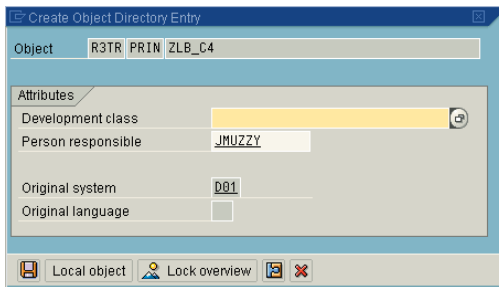 Create Object Directory Entry
Object R3TR PRIN ZLB_C4
Attributes
Development class
Person responsible JMUZZY
Original system D01
Original language
Local object Lock overview